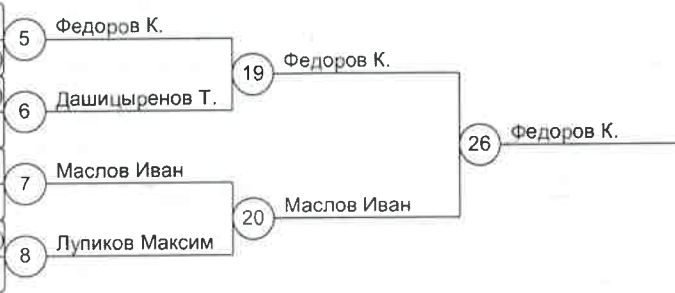 5
Федоров К.
19
Федоров К.
6
Дашицыренов Т.
26
Федоров К.
7
Маслов Иван
20
Маслов Иван
8
Лупиков Максим